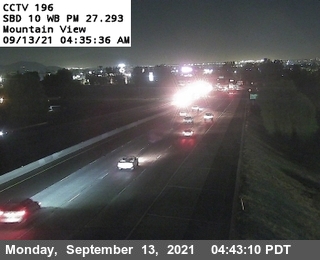 CCTV 196
SBD 10 WB PM 27.293
Mountain View
09/13/21 04:35:36 AM
Monday, September 13, 2021 04:43:10 PDT